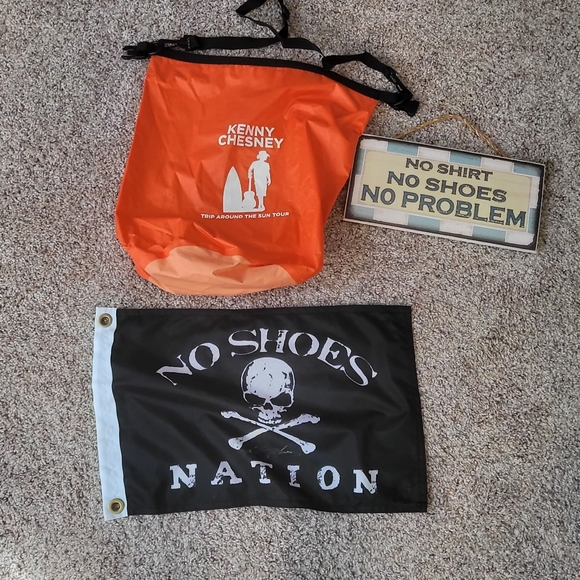 KENNY
CHESNEY
TRIP AROUND THE SUN TOUR
NO SHIRT
NO SHOES
NO PROBLEM
NO SHOES
NATION